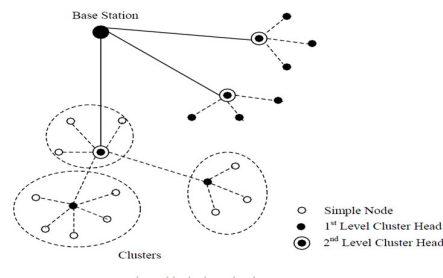 Base Station
Simple Node
1st Level Cluster Head
2nd Level Cluster Head
Clusters